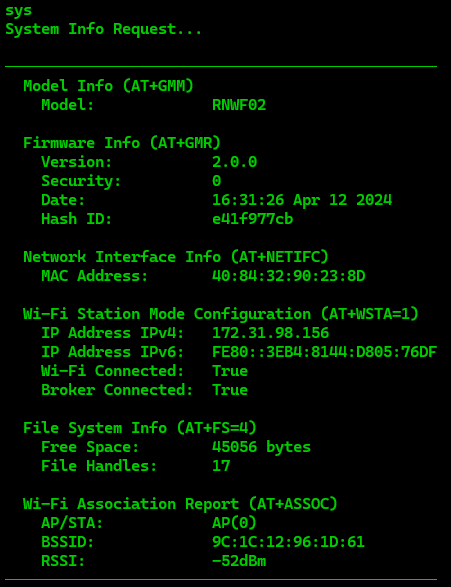 sys
System Info Request...
Model Info (AT+GMM)
Model: RNWF02
Firmware Info (AT+GMR)
Version: 2.0.0
Security: 0
Date: 16:31:26 Apr 12 2024
Hash ID: e41f977cb
Network Interface Info (AT+NETIFC)
MAC Address: 40:84:32:90:23:8D
Wi-Fi Station Mode Configuration (AT+WSTA=1)
IP Address IPv4: 172.31.98.156
IP Address IPv6: FE80::3EB4:8144:D805:76DF
Wi-Fi Connected: True
Broker Connected: True
File System Info (AT+FS=4)
Free Space: 45056 bytes
File Handles: 17
Wi-Fi Association Report (AT+ASSOC)
AP/STA: AP(0)
BSSID: 9C:1C:12:96:1D:61
RSSI: -52dBm